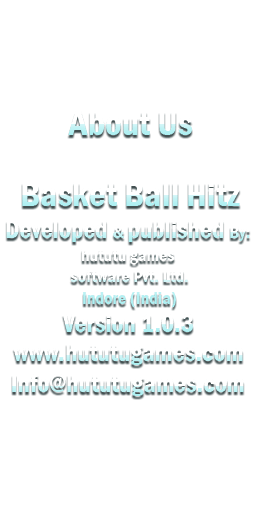 About Us
Basket Ball Hitz
Developed & published By:
hututu games
software Pvt. Ltd.
Indore (India)
Version 1.0.3
www.hututugames.com
Info@hututugames.com